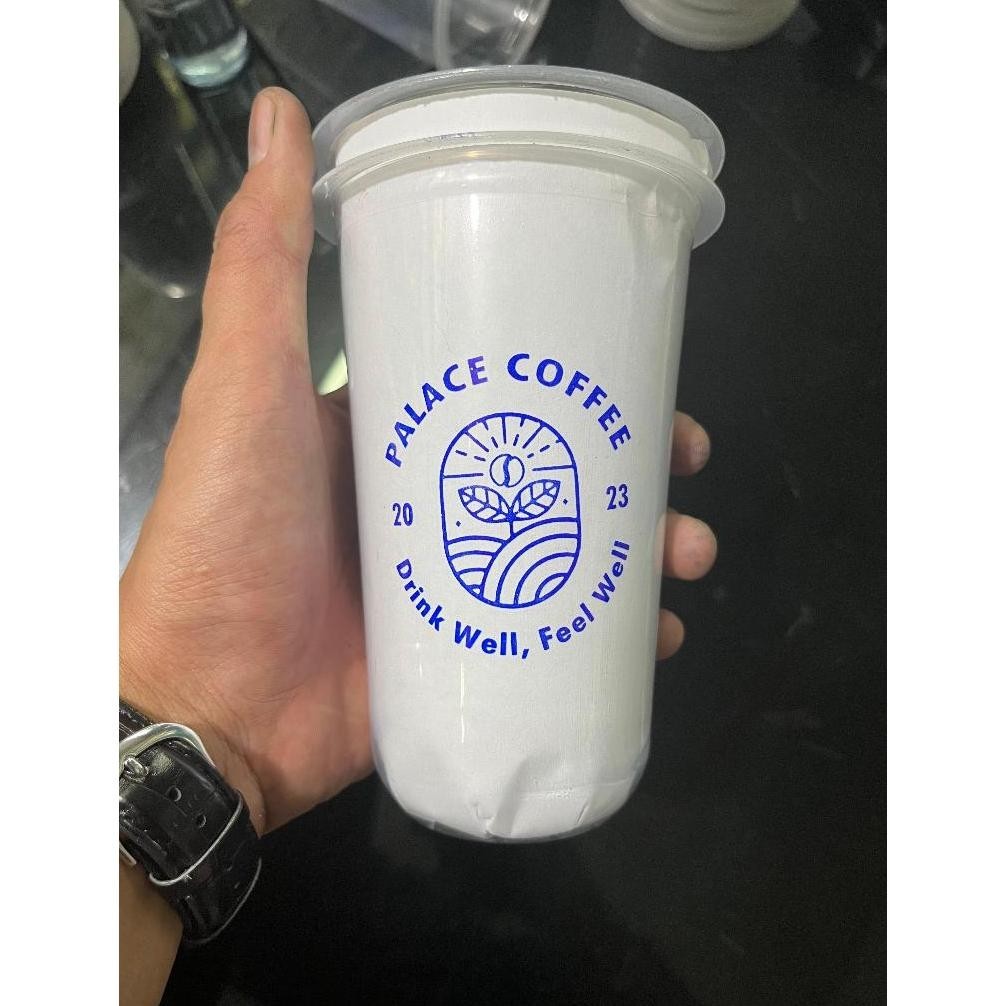 PALACE COFFEE
20 23
Drink Well, Feel Well